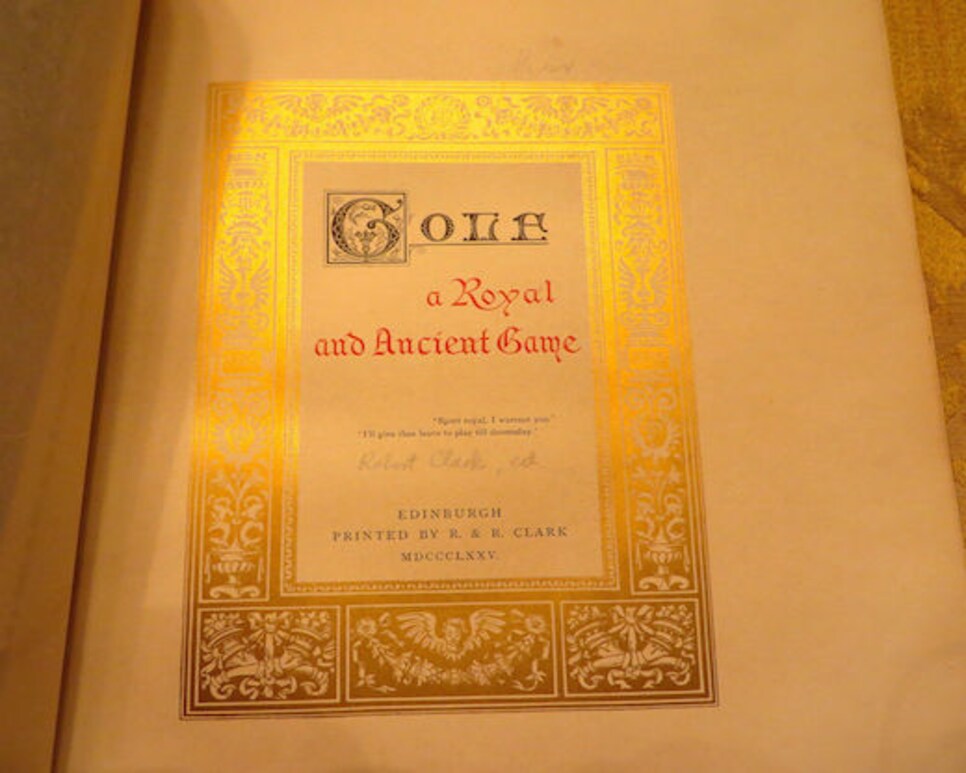 GOLF
a Royal
and Ancient Game
"Sport royal, I warrant you."
"I'll give thee leave to play till doomsday."
Robert Clark, ed.
EDINBURGH
PRINTED BY R. & R. CLARK
MDCCCLXXV.